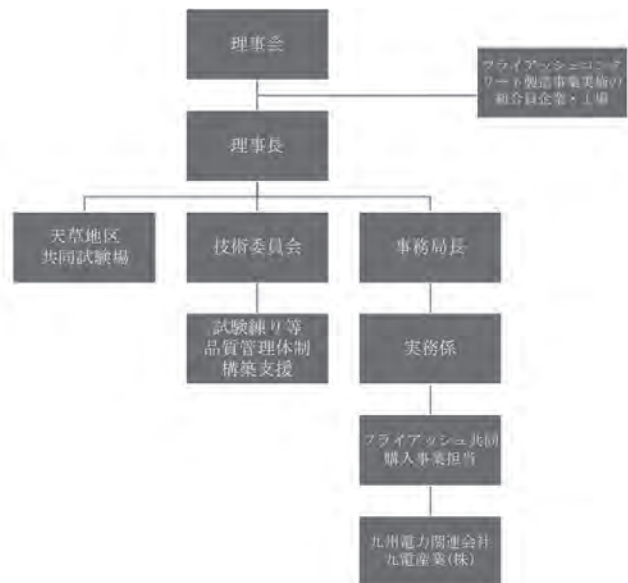 理事会
フライアッシュコンク
リート製造事業実施の
組合員企業・工場
理事長
天草地区
共同試験場
技術委員会
事務局長
試験練り等
品質管理体制
構築支援
実務係
フライアッシュ共同
購入事業担当
九州電力関連会社
九電産業(株)